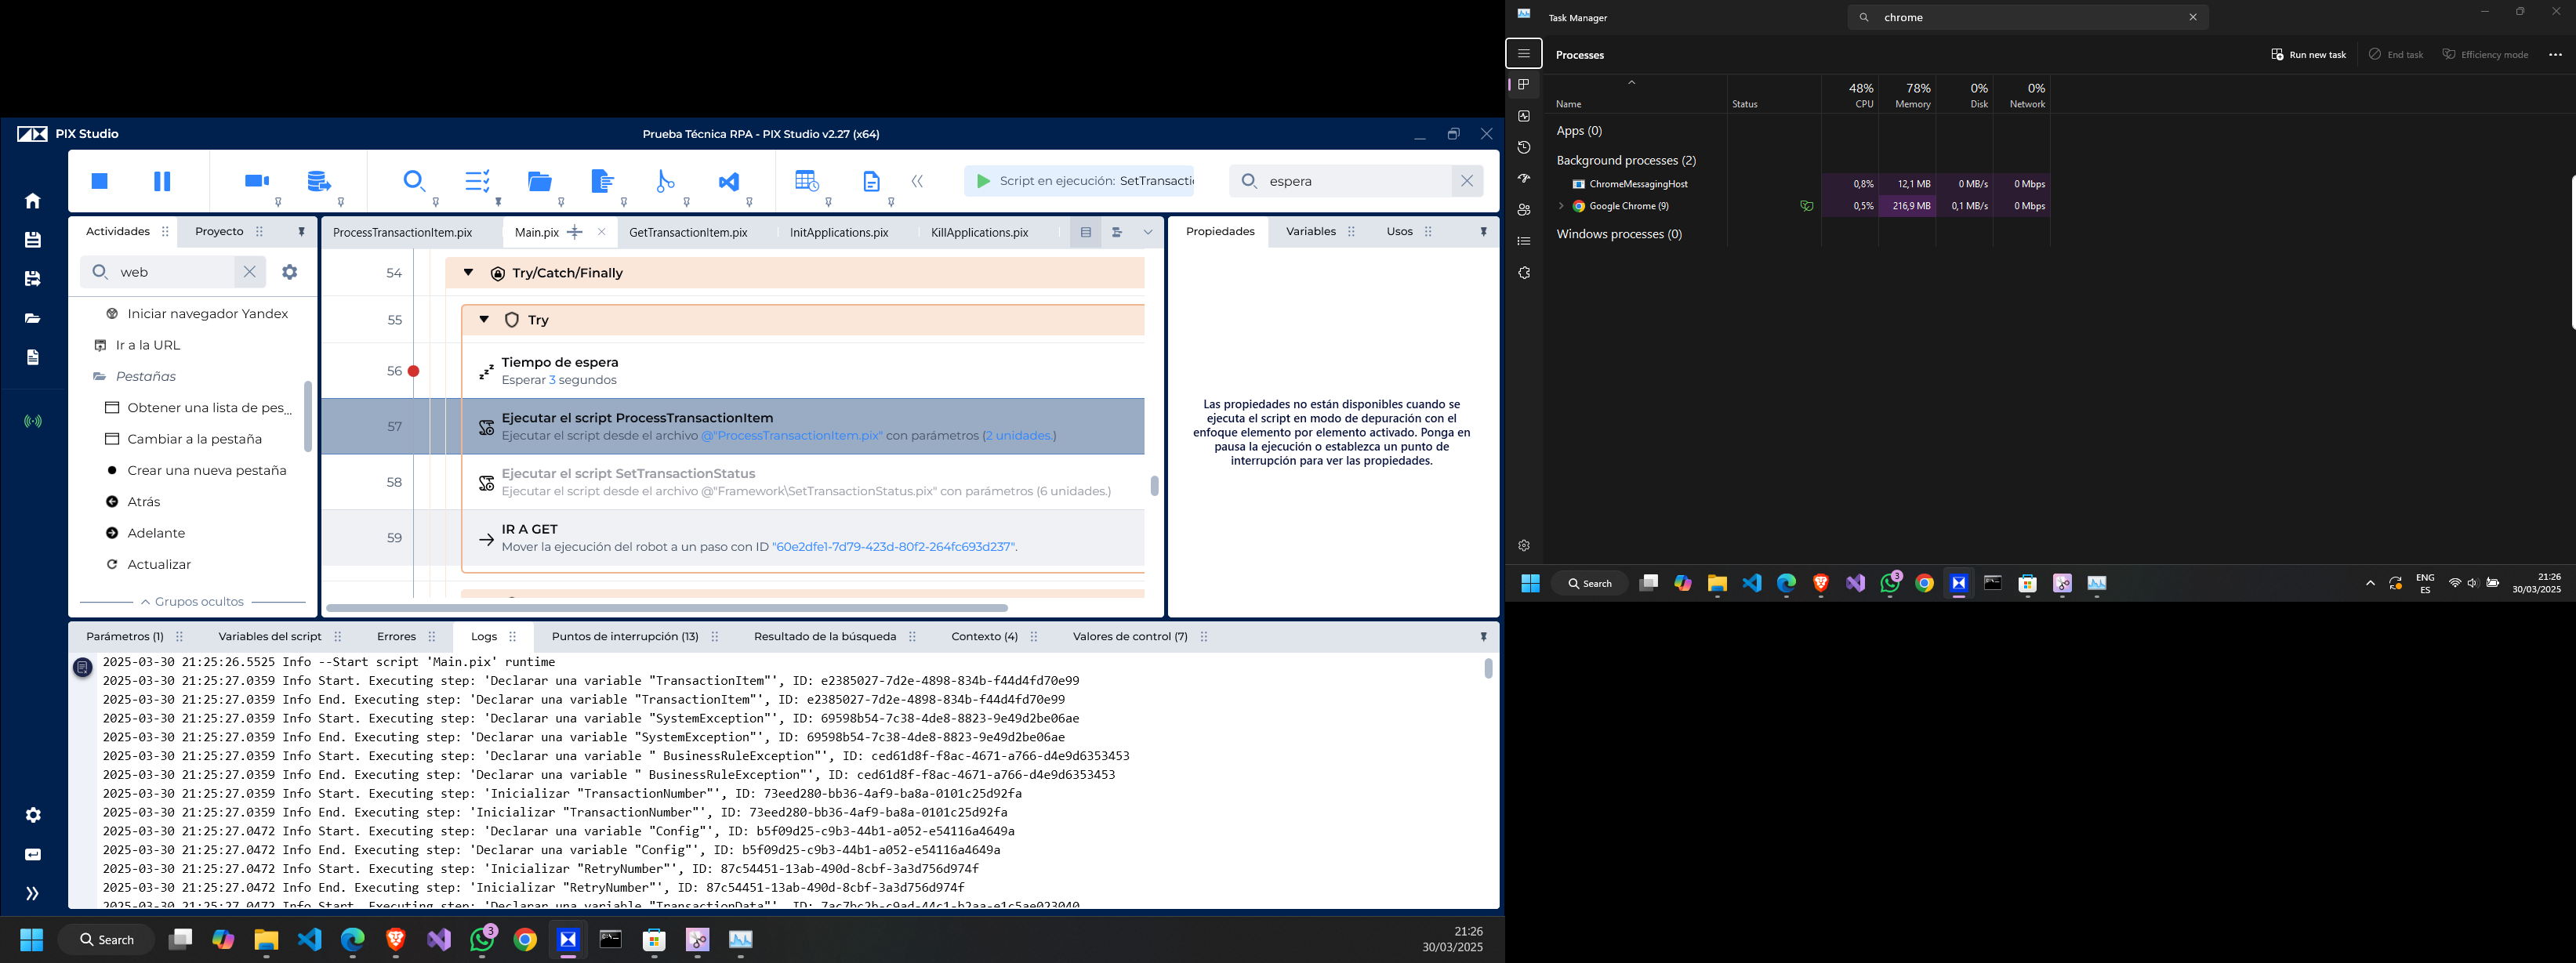 PIX Studio
Prueba Técnica RPA - PIX Studio v2.27 (x64)
Script en ejecución: SetTransacti
espera
Actividades
Proyecto
web
Iniciar navegador Yandex
Ir a la URL
Pestañas
Obtener una lista de pes...
Cambiar a la pestaña
Crear una nueva pestaña
Atrás
Adelante
Actualizar
Grupos ocultos
ProcessTransactionItem.pix
Main.pix
GetTransactionItem.pix
InitApplications.pix
KillApplications.pix
54
Try/Catch/Finally
55
Try
56
Tiempo de espera
Esperar 3 segundos
57
Ejecutar el script ProcessTransactionItem
Ejecutar el script desde el archivo @"ProcessTransactionItem.pix" con parámetros (2 unidades.)
58
Ejecutar el script SetTransactionStatus
Ejecutar el script desde el archivo @"Framework\SetTransactionStatus.pix" con parámetros (6 unidades.)
59
IR A GET
Mover la ejecución del robot a un paso con ID "60e2dfe1-7d79-423d-80f2-264fc693d237".
Propiedades
Variables
Usos
Las propiedades no están disponibles cuando se
ejecuta el script en modo de depuración con el
enfoque elemento por elemento activado. Ponga en
pausa la ejecución o establezca un punto de
interrupción para ver las propiedades.
Parámetros (1)
Variables del script
Errores
Logs
Puntos de interrupción (13)
Resultado de la búsqueda
Contexto (4)
Valores de control (7)
2025-03-30 21:25:26.5525 Info --Start script 'Main.pix' runtime
2025-03-30 21:25:27.0359 Info Start. Executing step: 'Declarar una variable "TransactionItem"', ID: e2385027-7d2e-4898-834b-f44d4fd70e99
2025-03-30 21:25:27.0359 Info End. Executing step: 'Declarar una variable "TransactionItem"', ID: e2385027-7d2e-4898-834b-f44d4fd70e99
2025-03-30 21:25:27.0359 Info Start. Executing step: 'Declarar una variable "SystemException"', ID: 69598b54-7c38-4de8-8823-9e49d2be06ae
2025-03-30 21:25:27.0359 Info End. Executing step: 'Declarar una variable "SystemException"', ID: 69598b54-7c38-4de8-8823-9e49d2be06ae
2025-03-30 21:25:27.0359 Info Start. Executing step: 'Declarar una variable " BusinessRuleException"', ID: ced61d8f-f8ac-4671-a766-d4e9d6353453
2025-03-30 21:25:27.0359 Info End. Executing step: 'Declarar una variable " BusinessRuleException"', ID: ced61d8f-f8ac-4671-a766-d4e9d6353453
2025-03-30 21:25:27.0359 Info Start. Executing step: 'Inicializar "TransactionNumber"', ID: 73eed280-bb36-4af9-ba8a-0101c25d92fa
2025-03-30 21:25:27.0359 Info End. Executing step: 'Inicializar "TransactionNumber"', ID: 73eed280-bb36-4af9-ba8a-0101c25d92fa
2025-03-30 21:25:27.0472 Info Start. Executing step: 'Declarar una variable "Config"', ID: b5f09d25-c9b3-44b1-a052-e54116a4649a
2025-03-30 21:25:27.0472 Info End. Executing step: 'Declarar una variable "Config"', ID: b5f09d25-c9b3-44b1-a052-e54116a4649a
2025-03-30 21:25:27.0472 Info Start. Executing step: 'Inicializar "RetryNumber"', ID: 87c54451-13ab-490d-8cbf-3a3d756d974f
2025-03-30 21:25:27.0472 Info End. Executing step: 'Inicializar "RetryNumber"', ID: 87c54451-13ab-490d-8cbf-3a3d756d974f
2025-03-30 21:25:27.0472 Info Start. Executing step: 'Declarar una variable "TransactionData"', ID: 7ac7bc2b-c9ad-44c1-b2aa-e1c5ae023040
Search
3
21:26
30/03/2025
Task Manager
chrome
Processes
Run new task
End task
Efficiency mode
48% 78% 0% 0%
Name Status CPU Memory Disk Network
Apps (0)
Background processes (2)
ChromeMessagingHost 0,8% 12,1 MB 0 MB/s 0 Mbps
Google Chrome (9) 0,5% 216,9 MB 0,1 MB/s 0 Mbps
Windows processes (0)
Search
3
ENG
ES
21:26
30/03/2025